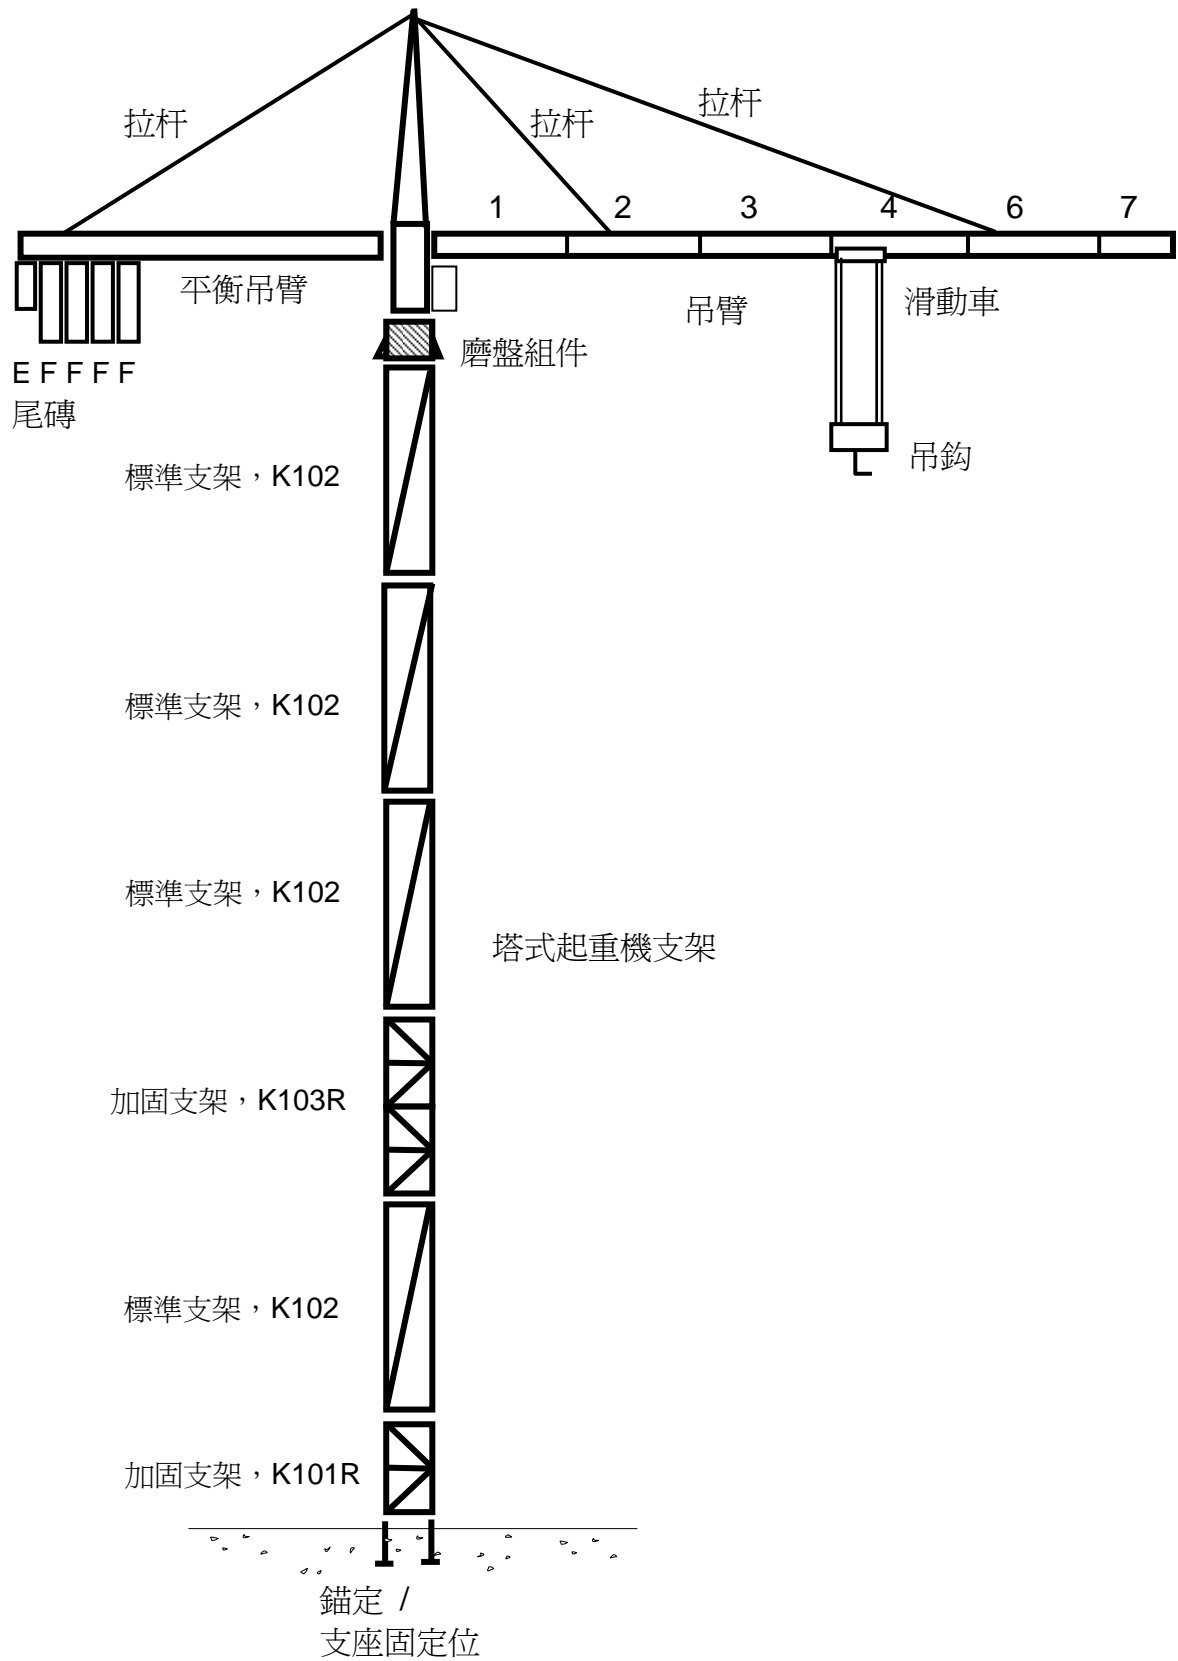 拉杆
拉杆
拉杆
1 2 3 4 6 7
平衡吊臂
吊臂
滑動車
磨盤組件
E F F F F
尾磚
吊鈎
標準支架，K102
標準支架，K102
標準支架，K102
塔式起重機支架
加固支架，K103R
標準支架，K102
加固支架，K101R
錨定 /
支座固定位